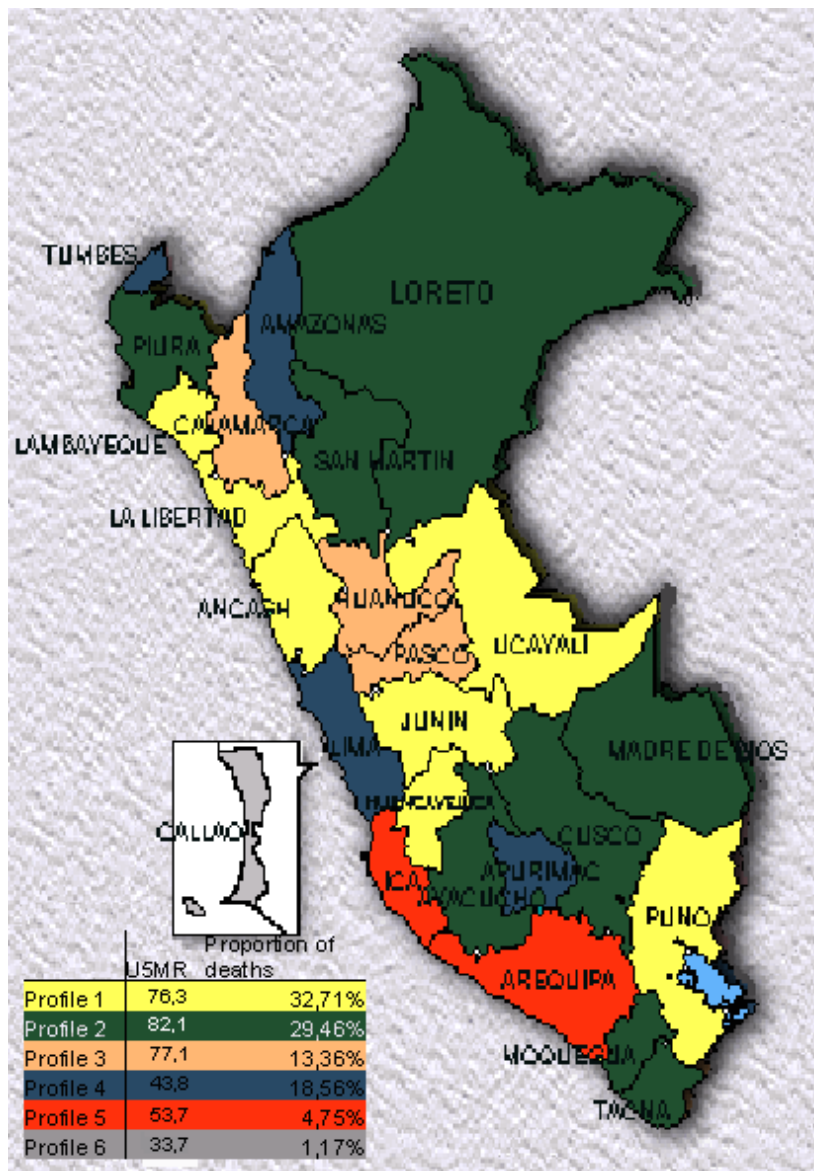 TUMBES
LORETO
AMAZONAS
PIURA
CAJAMARCA
LAMBAYEQUE
SAN MARTIN
LA LIBERTAD
HUANUCO
ANCASH
UCAYALI
PASCO
JUNIN
LIMA
MADRE DE DIOS
HUANCAVELICA
CALLAO
CUSCO
APURIMAC
ICA
AYACUCHO
PUNO
AREQUIPA
MOQUEGUA
TACNA
Proportion of
U5MR deaths
Profile 1 76,3 32,71%
Profile 2 82,1 29,46%
Profile 3 77,1 13,36%
Profile 4 43,8 18,56%
Profile 5 53,7 4,75%
Profile 6 33,7 1,17%